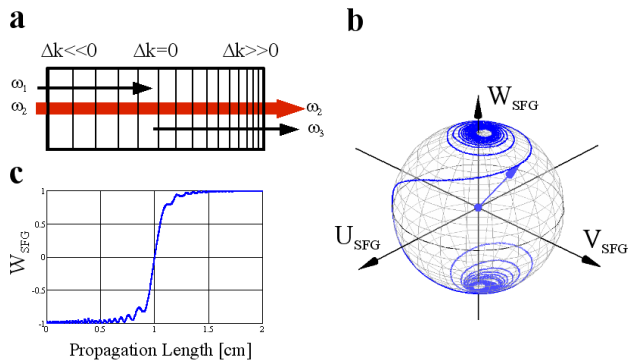 a
Δk<<0 Δk=0 Δk>>0
ω1
ω2 ω2
ω3
b
WSFG
USFG VSFG
c
WSFG
1
0.5
0
-0.5
-1
0 0.5 1 1.5 2
Propagation Length [cm]